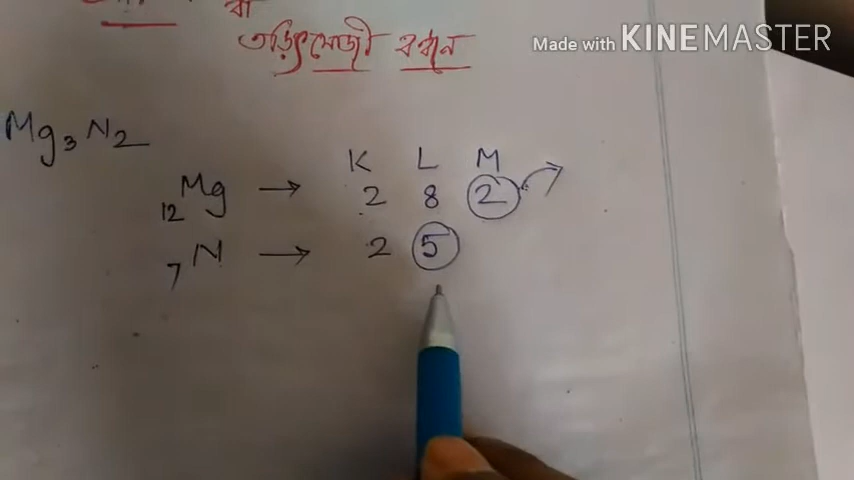 বা
তড়িৎযোজী বন্ধন
Made with KINEMASTER
Mg₃N₂
K L M
₁₂Mg → 2 8 2
₇N → 2 5